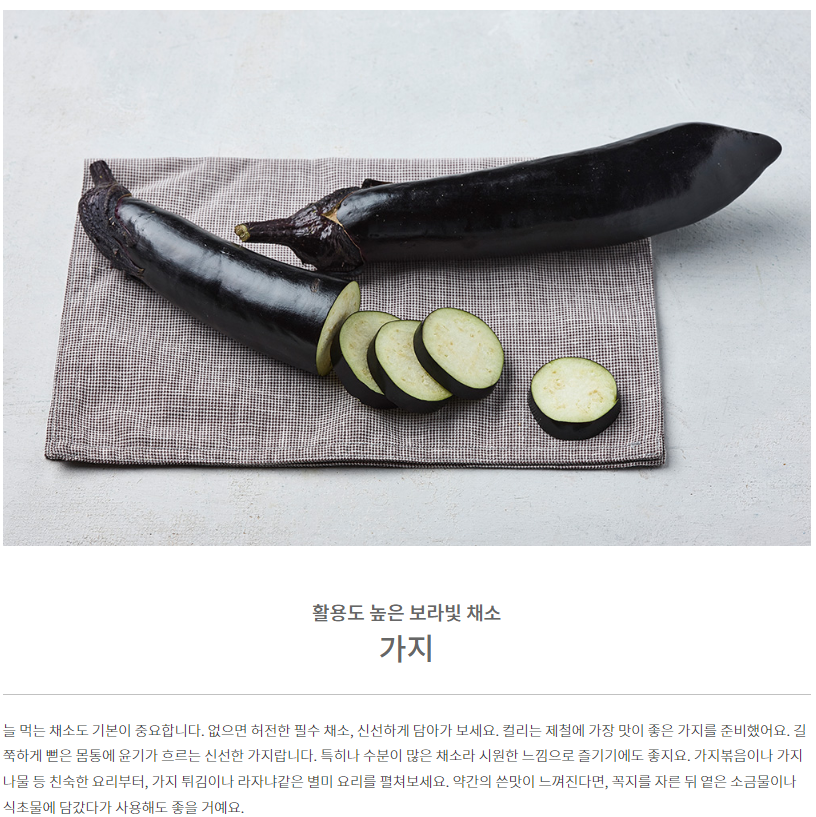 활용도 높은 보라빛 채소
가지
늘 먹는 채소도 기본이 중요합니다. 없으면 허전한 필수 채소, 신선하게 담아가 보세요. 컬리는 제철에 가장 맛이 좋은 가지를 준비했어요. 길
쭉하게 뻗은 몸통에 윤기가 흐르는 신선한 가지랍니다. 특히나 수분이 많은 채소라 시원한 느낌으로 즐기기에도 좋지요. 가지볶음이나 가지
나물 등 친숙한 요리부터, 가지 튀김이나 라자냐같은 별미 요리를 펼쳐보세요. 약간의 쓴맛이 느껴진다면, 꼭지를 자른 뒤 옅은 소금물이나
식초물에 담갔다가 사용해도 좋을 거예요.